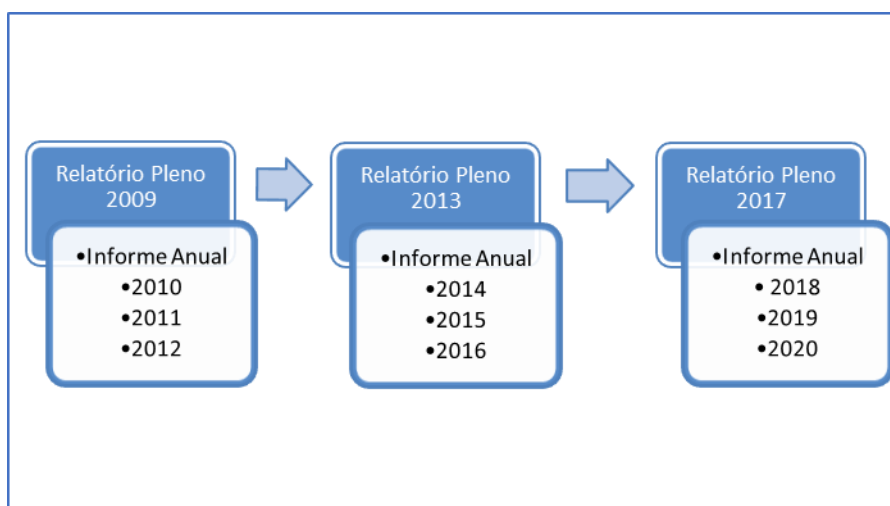 Relatório Pleno
2009
•Informe Anual
•2010
•2011
•2012
Relatório Pleno
2013
•Informe Anual
•2014
•2015
•2016
Relatório Pleno
2017
•Informe Anual
• 2018
•2019
•2020